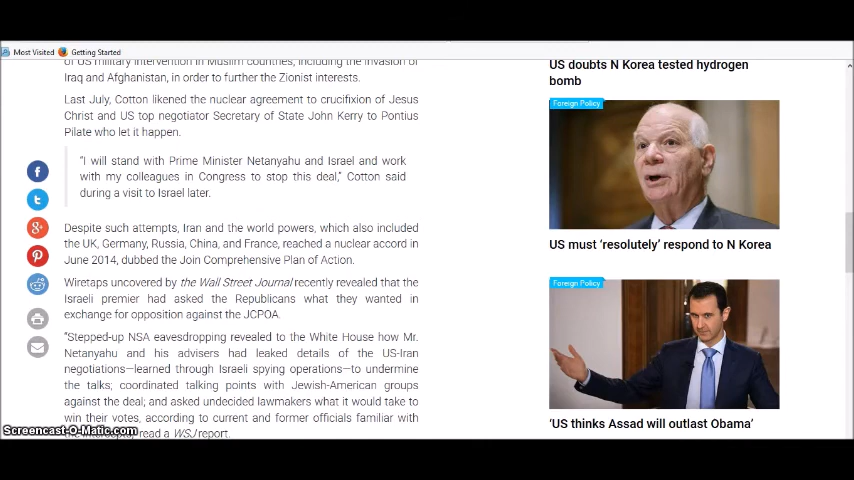 Most Visited
Getting Started
of US military intervention in Muslim countries, including the invasion of
Iraq and Afghanistan, in order to further the Zionist interests.
Last July, Cotton likened the nuclear agreement to crucifixion of Jesus
Christ and US top negotiator Secretary of State John Kerry to Pontius
Pilate who let it happen.
“I will stand with Prime Minister Netanyahu and Israel and work
with my colleagues in Congress to stop this deal,” Cotton said
during a visit to Israel later.
Despite such attempts, Iran and the world powers, which also included
the UK, Germany, Russia, China, and France, reached a nuclear accord in
June 2014, dubbed the Join Comprehensive Plan of Action.
Wiretaps uncovered by the Wall Street Journal recently revealed that the
Israeli premier had asked the Republicans what they wanted in
exchange for opposition against the JCPOA.
“Stepped-up NSA eavesdropping revealed to the White House how Mr.
Netanyahu and his advisers had leaked details of the US-Iran
negotiations—learned through Israeli spying operations—to undermine
the talks; coordinated talking points with Jewish-American groups
against the deal; and asked undecided lawmakers what it would take to
win their votes, according to current and former officials familiar with
the intercepts,” read a WSJ report.
US doubts N Korea tested hydrogen
bomb
Foreign Policy
US must ‘resolutely’ respond to N Korea
Foreign Policy
‘US thinks Assad will outlast Obama’
Screencast-O-Matic.com